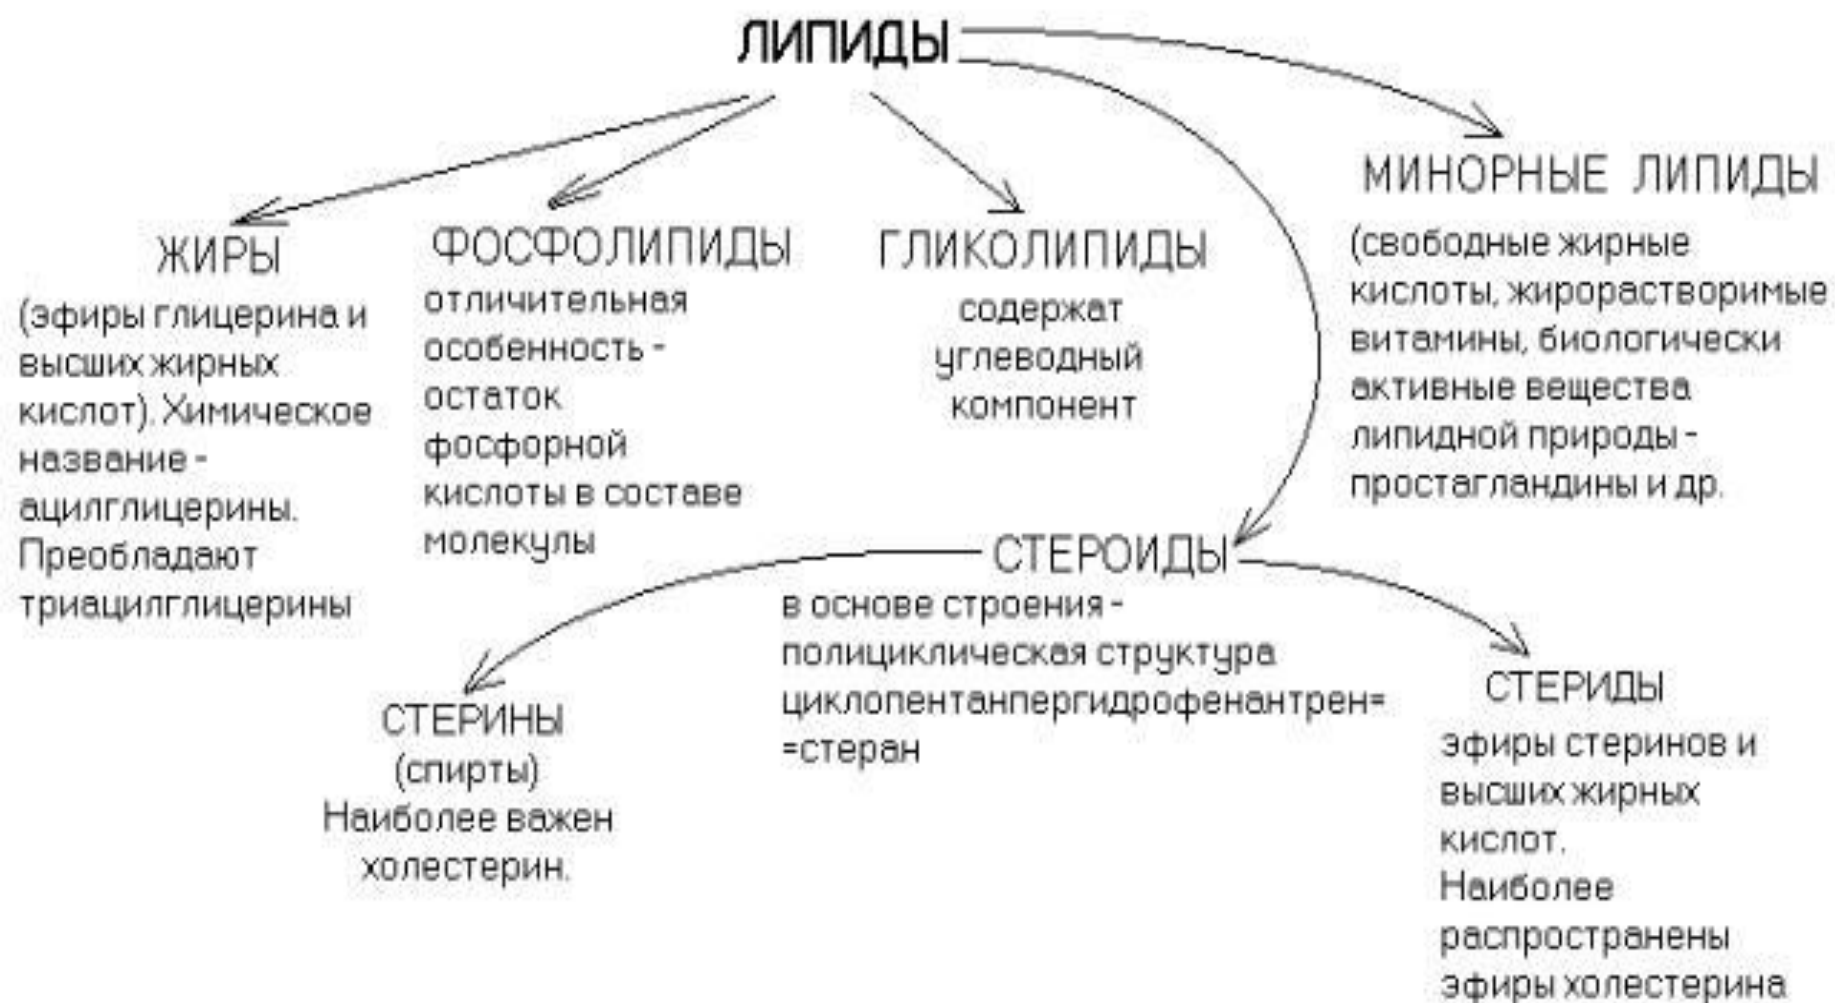 ЛИПИДЫ
МИНОРНЫЕ ЛИПИДЫ
(свободные жирные
кислоты, жирорастворимые
витамины, биологически
активные вещества
липидной природы -
простагландины и др.
ЖИРЫ
(эфиры глицерина и
высших жирных
кислот). Химическое
название -
ацилглицерины.
Преобладают
триацилглицерины
ФОСФОЛИПИДЫ
отличительная
особенность -
остаток
фосфорной
кислоты в составе
молекулы
ГЛИКОЛИПИДЫ
содержат
углеводный
компонент
СТЕРОИДЫ
в основе строения -
полициклическая структура
циклопентанпергидрофенантрен=
=стеран
СТЕРИНЫ
(спирты)
Наиболее важен
холестерин.
СТЕРИДЫ
эфиры стеринов и
высших жирных
кислот.
Наиболее
распространены
эфиры холестерина